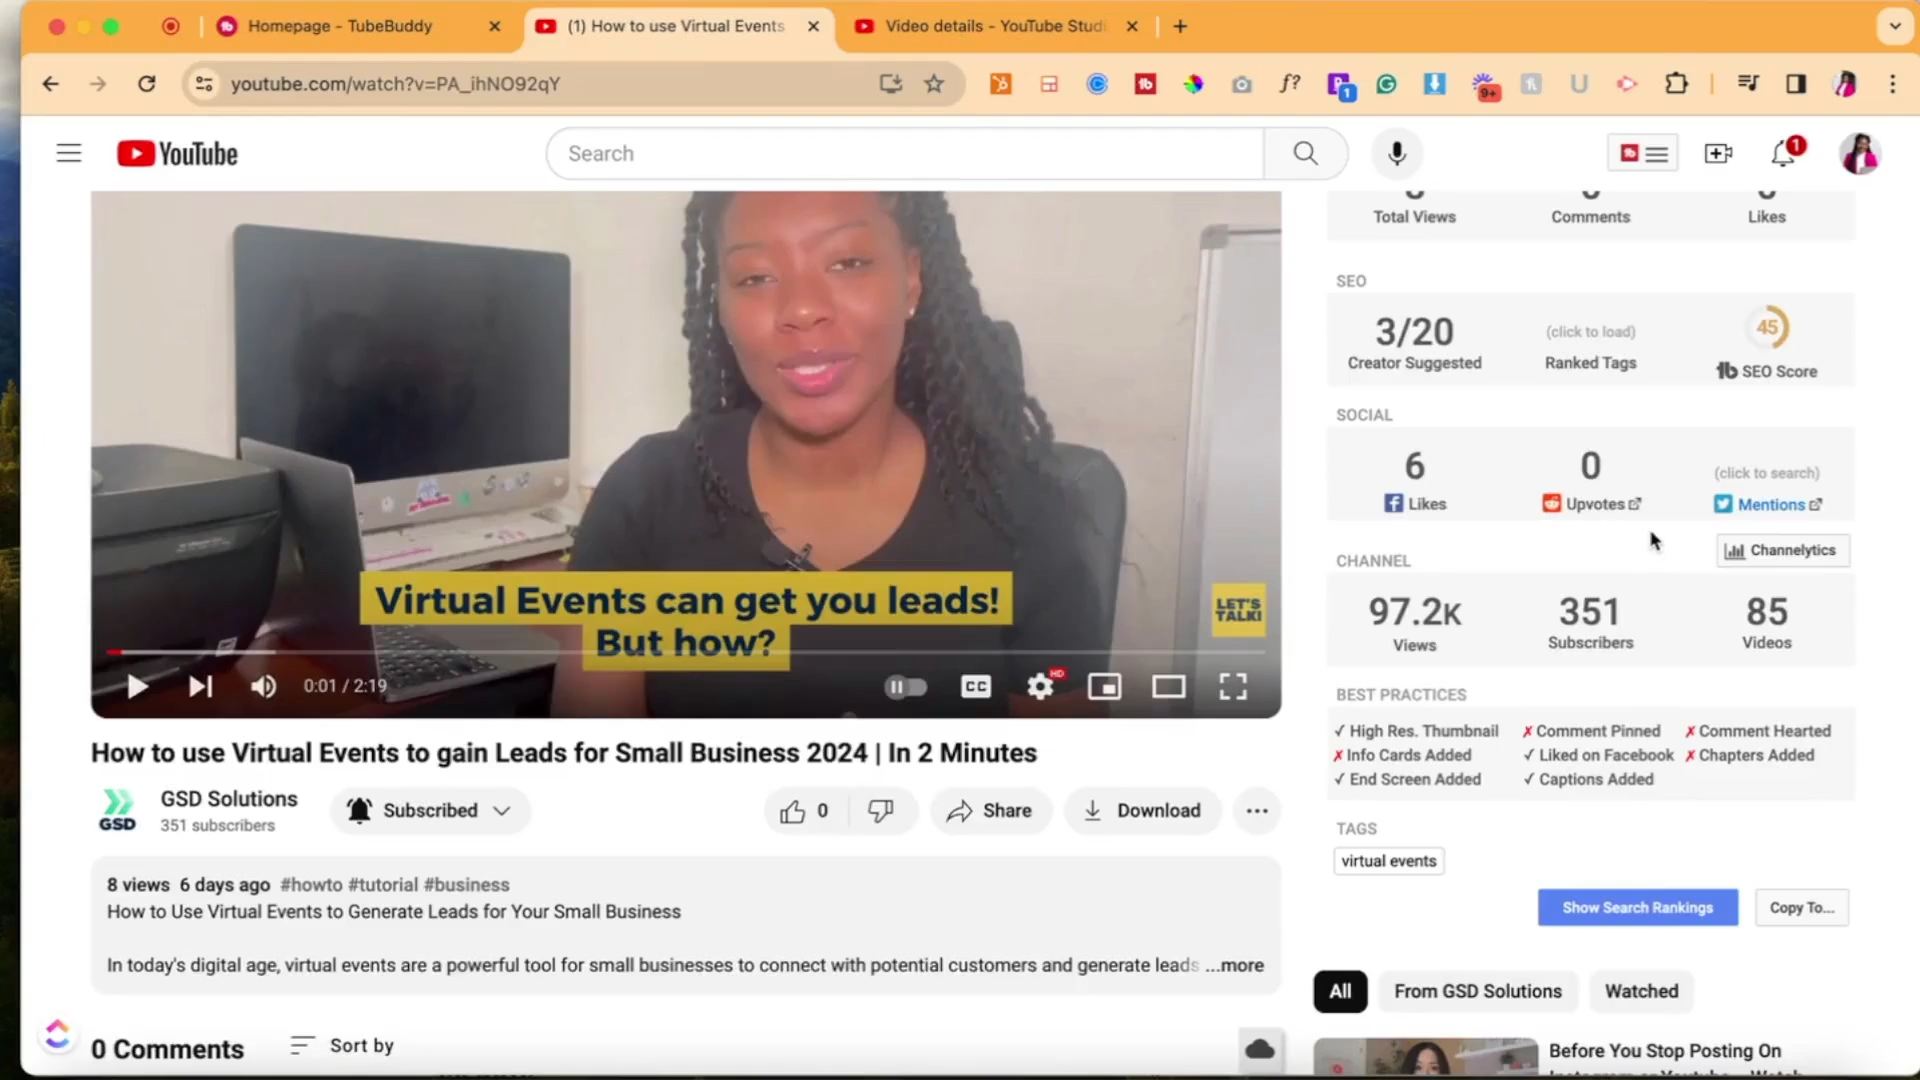 Homepage - TubeBuddy
(1) How to use Virtual Events
Video details - YouTube Stud
youtube.com/watch?v=PA_ihNO92qY
f?
1
9+
YouTube
Search
1
Total Views
Comments
Likes
SEO
3/20
Creator Suggested
(click to load)
Ranked Tags
45
tb SEO Score
SOCIAL
6
Likes
0
Upvotes
(click to search)
Mentions
CHANNEL
Channelytics
97.2K
Views
351
Subscribers
85
Videos
BEST PRACTICES
✓ High Res. Thumbnail
✗ Comment Pinned
✗ Comment Hearted
✗ Info Cards Added
✓ Liked on Facebook
✗ Chapters Added
✓ End Screen Added
✓ Captions Added
TAGS
virtual events
Show Search Rankings
Copy To...
All
From GSD Solutions
Watched
Before You Stop Posting On
Virtual Events can get you leads!
But how?
LET'S
TALK!
0:01 / 2:19
CC
HD
How to use Virtual Events to gain Leads for Small Business 2024 | In 2 Minutes
GSD
GSD Solutions
351 subscribers
Subscribed
0
Share
Download
8 views 6 days ago #howto #tutorial #business
How to Use Virtual Events to Generate Leads for Your Small Business
In today's digital age, virtual events are a powerful tool for small businesses to connect with potential customers and generate leads ...more
0 Comments
Sort by